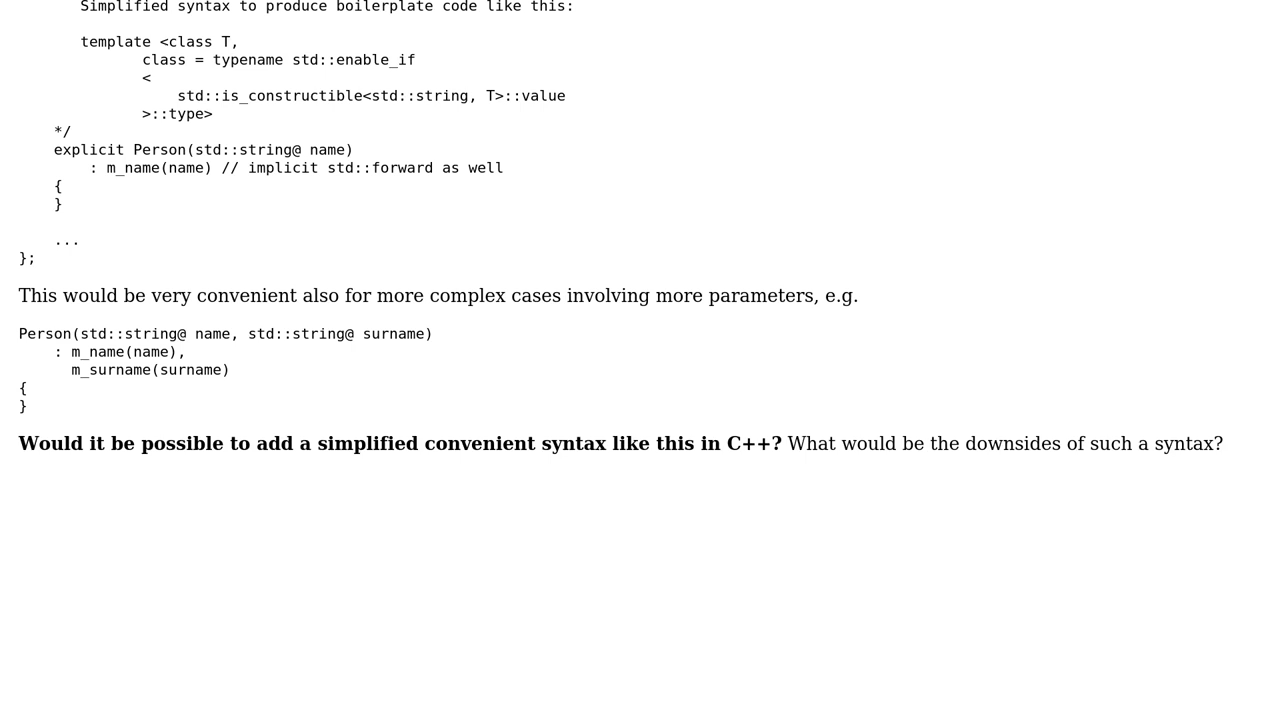 Simplified syntax to produce boilerplate code like this:
template <class T,
class = typename std::enable_if
<
std::is_constructible<std::string, T>::value
>::type>
*/
explicit Person(std::string@ name)
: m_name(name) // implicit std::forward as well
{
}
...
};
This would be very convenient also for more complex cases involving more parameters, e.g.
Person(std::string@ name, std::string@ surname)
: m_name(name),
m_surname(surname)
{
}
Would it be possible to add a simplified convenient syntax like this in C++? What would be the downsides of such a syntax?